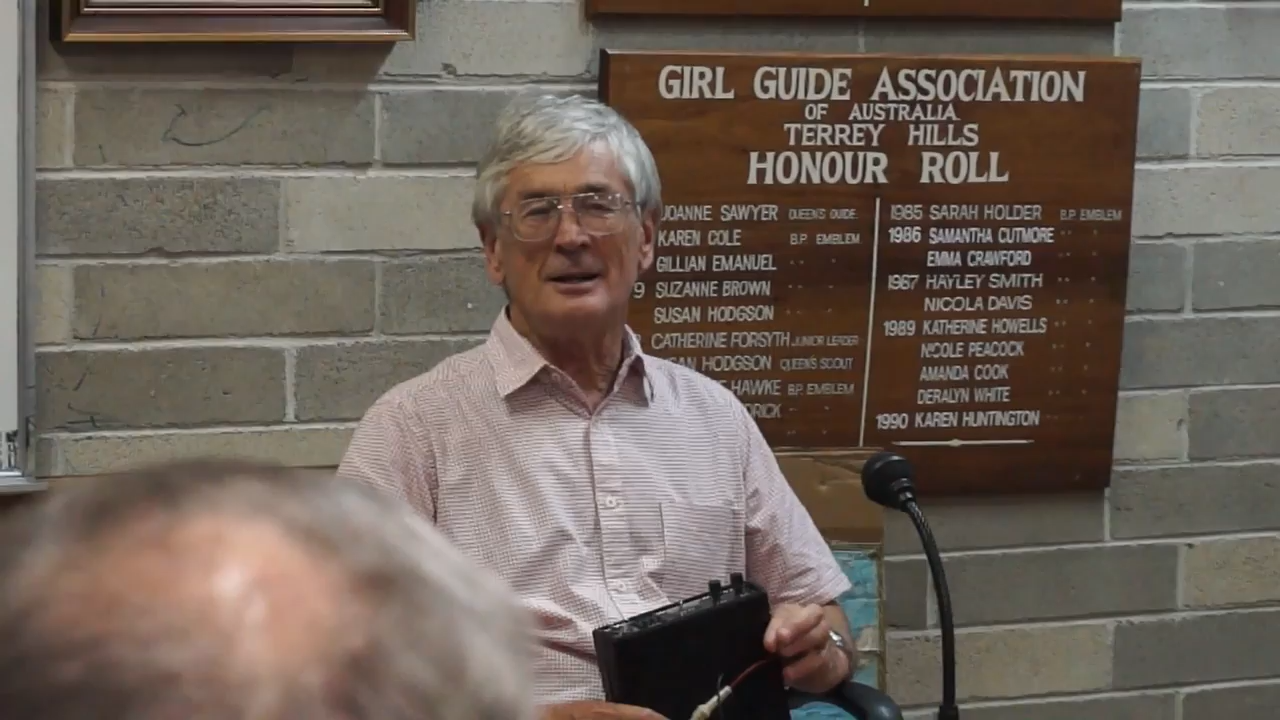 GIRL GUIDE ASSOCIATION
OF AUSTRALIA
TERREY HILLS
HONOUR ROLL
JOANNE SAWYER QUEEN'S GUIDE.
KAREN COLE B.P. EMBLEM
GILLIAN EMANUEL " "
9 SUZANNE BROWN " "
SUSAN HODGSON " "
CATHERINE FORSYTH JUNIOR LEADER
HODGSON QUEEN'S SCOUT
HAWKE B.P. EMBLEM
1985 SARAH HOLDER B.P. EMBLEM
1986 SAMANTHA CUTMORE " "
EMMA CRAWFORD " "
1987 HAYLEY SMITH " "
NICOLA DAVIS " "
1989 KATHERINE HOWELLS " "
NICOLE PEACOCK " "
AMANDA COOK " "
DERALYN WHITE " "
1990 KAREN HUNTINGTON " "